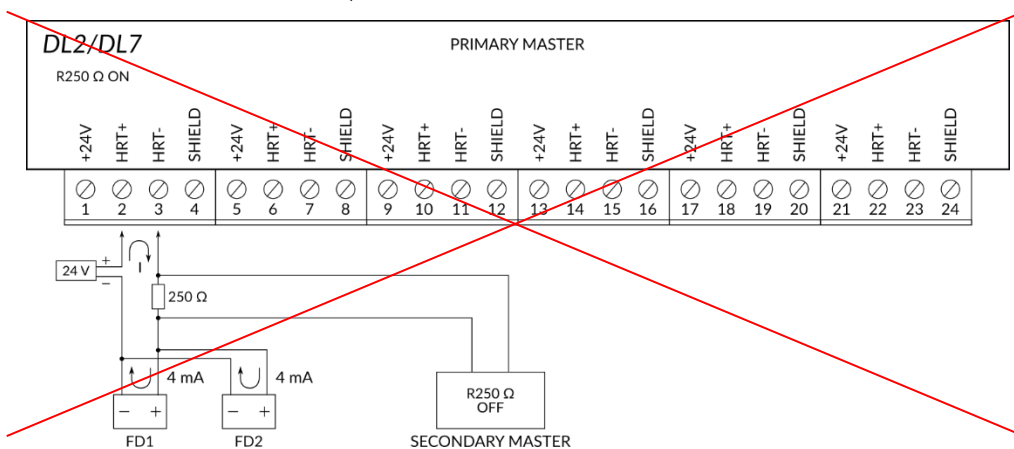 DL2/DL7
PRIMARY MASTER
R250 Ω ON
+24V HRT+ HRT- SHIELD +24V HRT+ HRT- SHIELD +24V HRT+ HRT- SHIELD +24V HRT+ HRT- SHIELD +24V HRT+ HRT- SHIELD +24V HRT+ HRT- SHIELD
1 2 3 4 5 6 7 8 9 10 11 12 13 14 15 16 17 18 19 20 21 22 23 24
24 V + I
−
250 Ω
4 mA 4 mA
− + − +
R250 Ω
OFF
FD1 FD2 SECONDARY MASTER